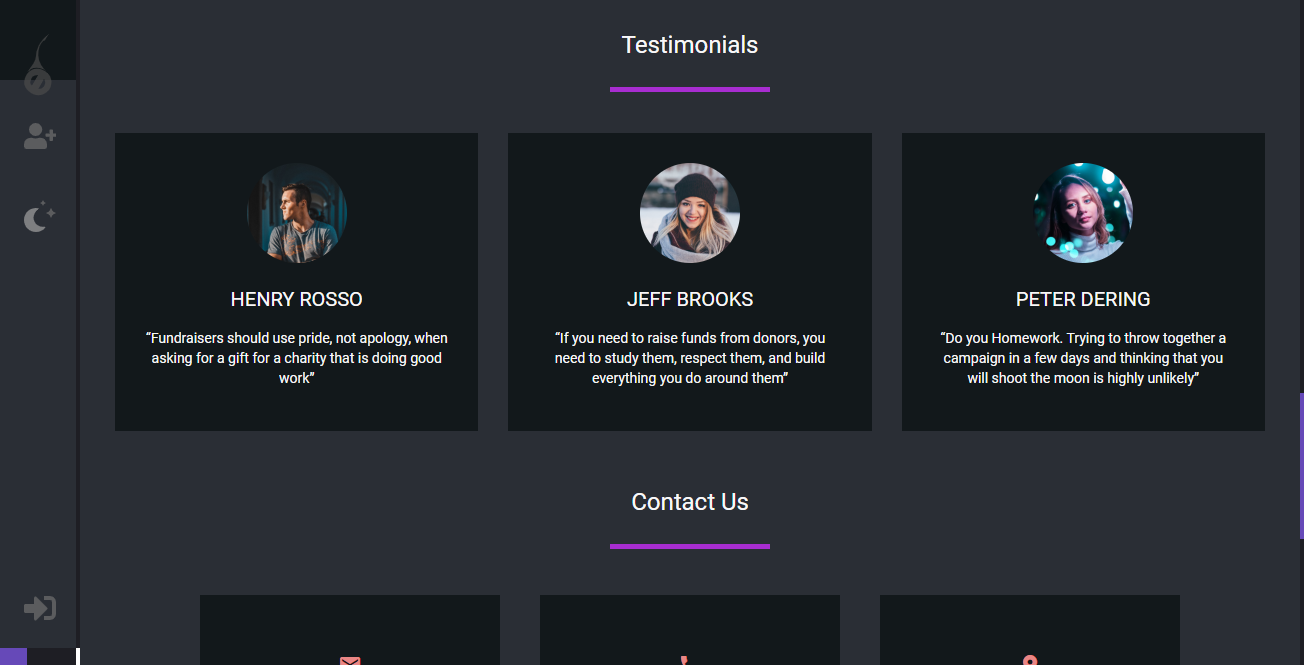 Testimonials
HENRY ROSSO
“Fundraisers should use pride, not apology, when
asking for a gift for a charity that is doing good
work”
JEFF BROOKS
“If you need to raise funds from donors, you
need to study them, respect them, and build
everything you do around them”
PETER DERING
“Do you Homework. Trying to throw together a
campaign in a few days and thinking that you
will shoot the moon is highly unlikely”
Contact Us